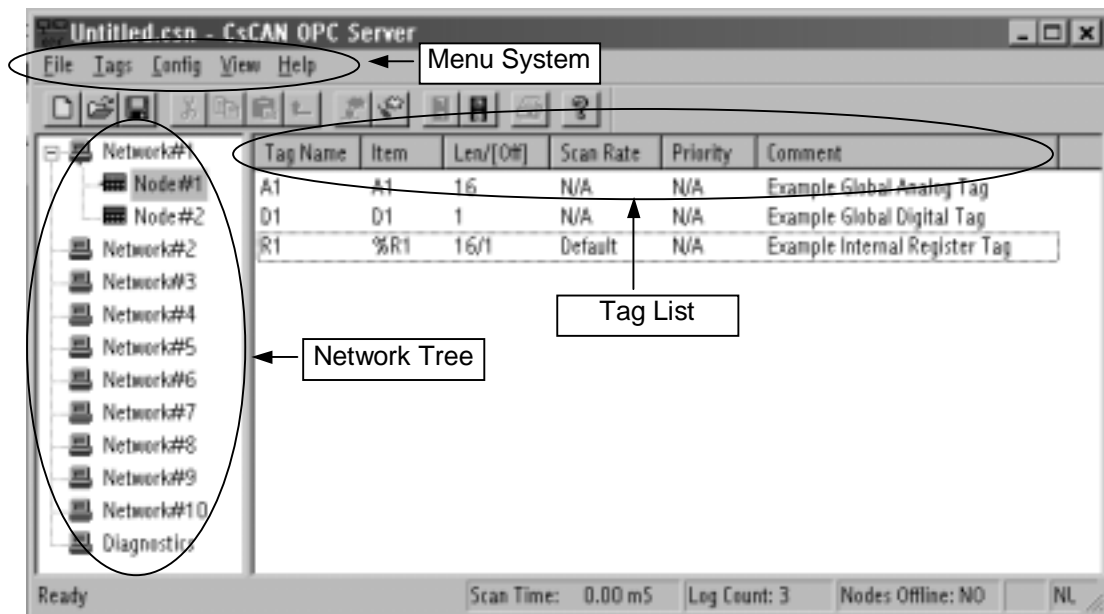 Untitled.csn - CsCAN OPC Server
File Tags Config View Help
Menu System
Network#1
Node#1
Node#2
Network#2
Network#3
Network#4
Network#5
Network#6
Network#7
Network#8
Network#9
Network#10
Diagnostics
Tag Name Item Len/[Off] Scan Rate Priority Comment
A1 A1 16 N/A N/A Example Global Analog Tag
D1 D1 1 N/A N/A Example Global Digital Tag
R1 %R1 16/1 Default N/A Example Internal Register Tag
Tag List
Network Tree
Ready Scan Time: 0.00 mS Log Count: 3 Nodes Offline: NO